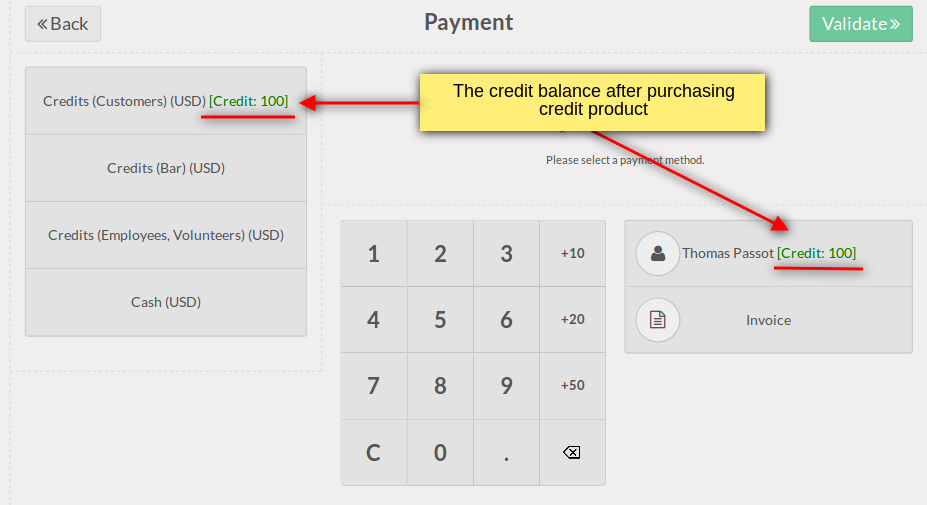 « Back
Payment
Validate »
Credits (Customers) (USD) [Credit: 100]
Credits (Bar) (USD)
Credits (Employees, Volunteers) (USD)
Cash (USD)
The credit balance after purchasing
credit product
Please select a payment method.
1 2 3 +10
4 5 6 +20
7 8 9 +50
C 0 .
Thomas Passot [Credit: 100]
Invoice